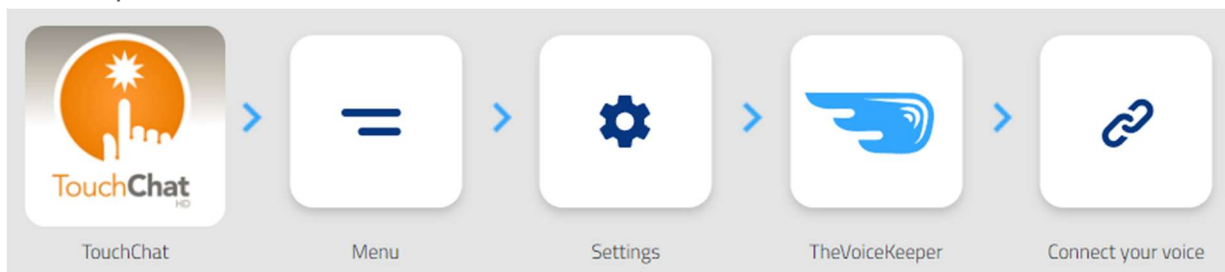 TouchChat
HD
TouchChat
Menu
Settings
TheVoiceKeeper
Connect your voice